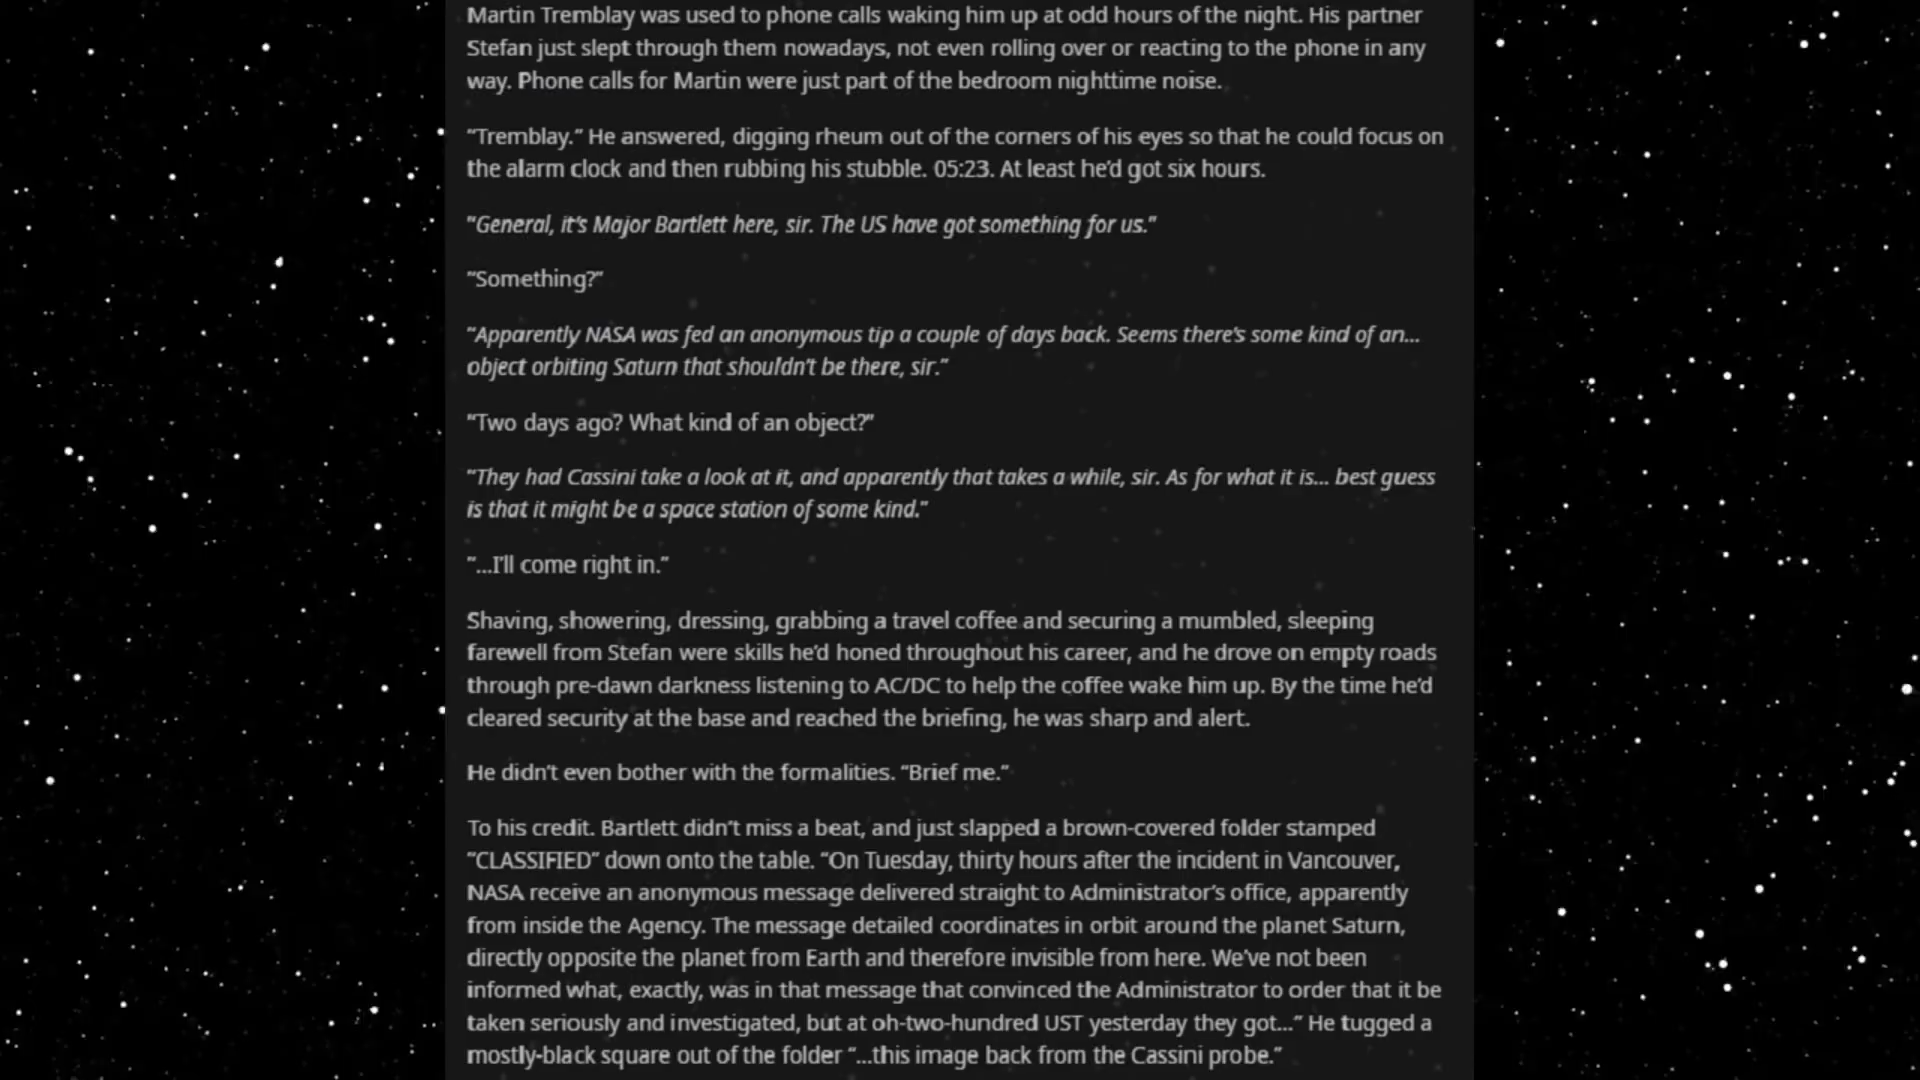 Martin Tremblay was used to phone calls waking him up at odd hours of the night. His partner
Stefan just slept through them nowadays, not even rolling over or reacting to the phone in any
way. Phone calls for Martin were just part of the bedroom nighttime noise.
“Tremblay.” He answered, digging rheum out of the corners of his eyes so that he could focus on
the alarm clock and then rubbing his stubble. 05:23. At least he’d got six hours.
“General, it’s Major Bartlett here, sir. The US have got something for us.”
“Something?”
“Apparently NASA was fed an anonymous tip a couple of days back. Seems there’s some kind of an…
object orbiting Saturn that shouldn’t be there, sir.”
“Two days ago? What kind of an object?”
“They had Cassini take a look at it, and apparently that takes a while, sir. As for what it is… best guess
is that it might be a space station of some kind.”
“…I’ll come right in.”
Shaving, showering, dressing, grabbing a travel coffee and securing a mumbled, sleeping
farewell from Stefan were skills he’d honed throughout his career, and he drove on empty roads
through pre-dawn darkness listening to AC/DC to help the coffee wake him up. By the time he’d
cleared security at the base and reached the briefing, he was sharp and alert.
He didn’t even bother with the formalities. “Brief me.”
To his credit. Bartlett didn’t miss a beat, and just slapped a brown-covered folder stamped
“CLASSIFIED” down onto the table. “On Tuesday, thirty hours after the incident in Vancouver,
NASA receive an anonymous message delivered straight to Administrator’s office, apparently
from inside the Agency. The message detailed coordinates in orbit around the planet Saturn,
directly opposite the planet from Earth and therefore invisible from here. We’ve not been
informed what, exactly, was in that message that convinced the Administrator to order that it be
taken seriously and investigated, but at oh-two-hundred UST yesterday they got…” He tugged a
mostly-black square out of the folder “…this image back from the Cassini probe.”